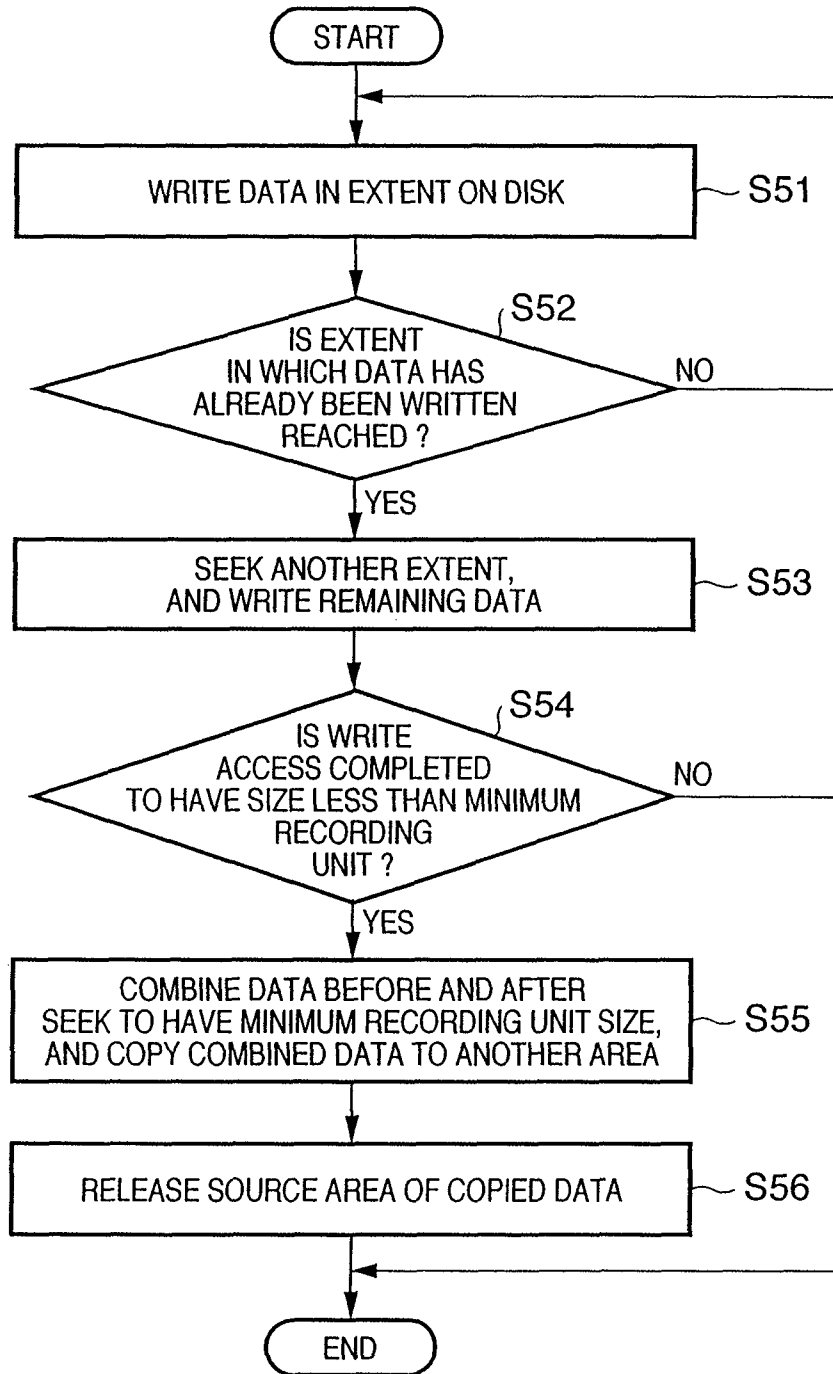 START
WRITE DATA IN EXTENT ON DISK
S51
S52
IS EXTENT
IN WHICH DATA HAS
ALREADY BEEN WRITTEN
REACHED ?
NO
YES
SEEK ANOTHER EXTENT,
AND WRITE REMAINING DATA
S53
S54
IS WRITE
ACCESS COMPLETED
TO HAVE SIZE LESS THAN MINIMUM
RECORDING
UNIT ?
NO
YES
COMBINE DATA BEFORE AND AFTER
SEEK TO HAVE MINIMUM RECORDING UNIT SIZE,
AND COPY COMBINED DATA TO ANOTHER AREA
S55
RELEASE SOURCE AREA OF COPIED DATA
S56
END